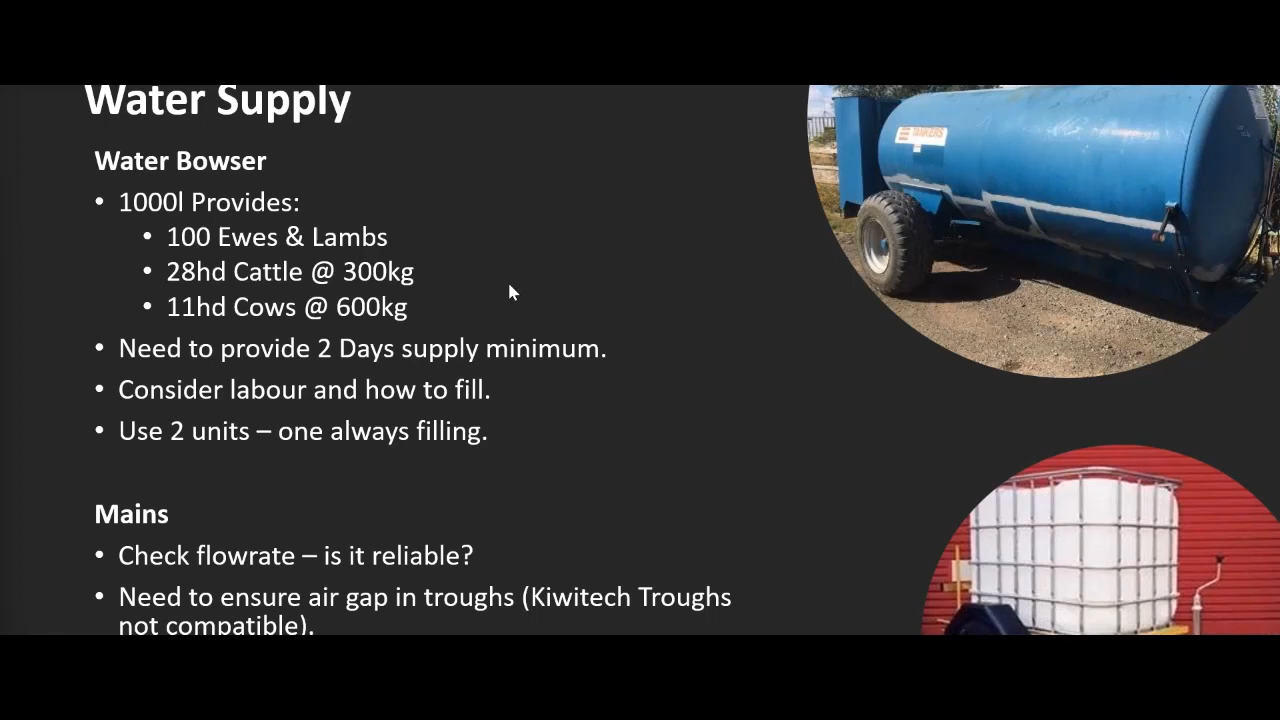 Water Supply
Water Bowser
• 1000l Provides:
• 100 Ewes & Lambs
• 28hd Cattle @ 300kg
• 11hd Cows @ 600kg
• Need to provide 2 Days supply minimum.
• Consider labour and how to fill.
• Use 2 units – one always filling.
Mains
• Check flowrate – is it reliable?
• Need to ensure air gap in troughs (Kiwitech Troughs
not compatible).
TANKERS